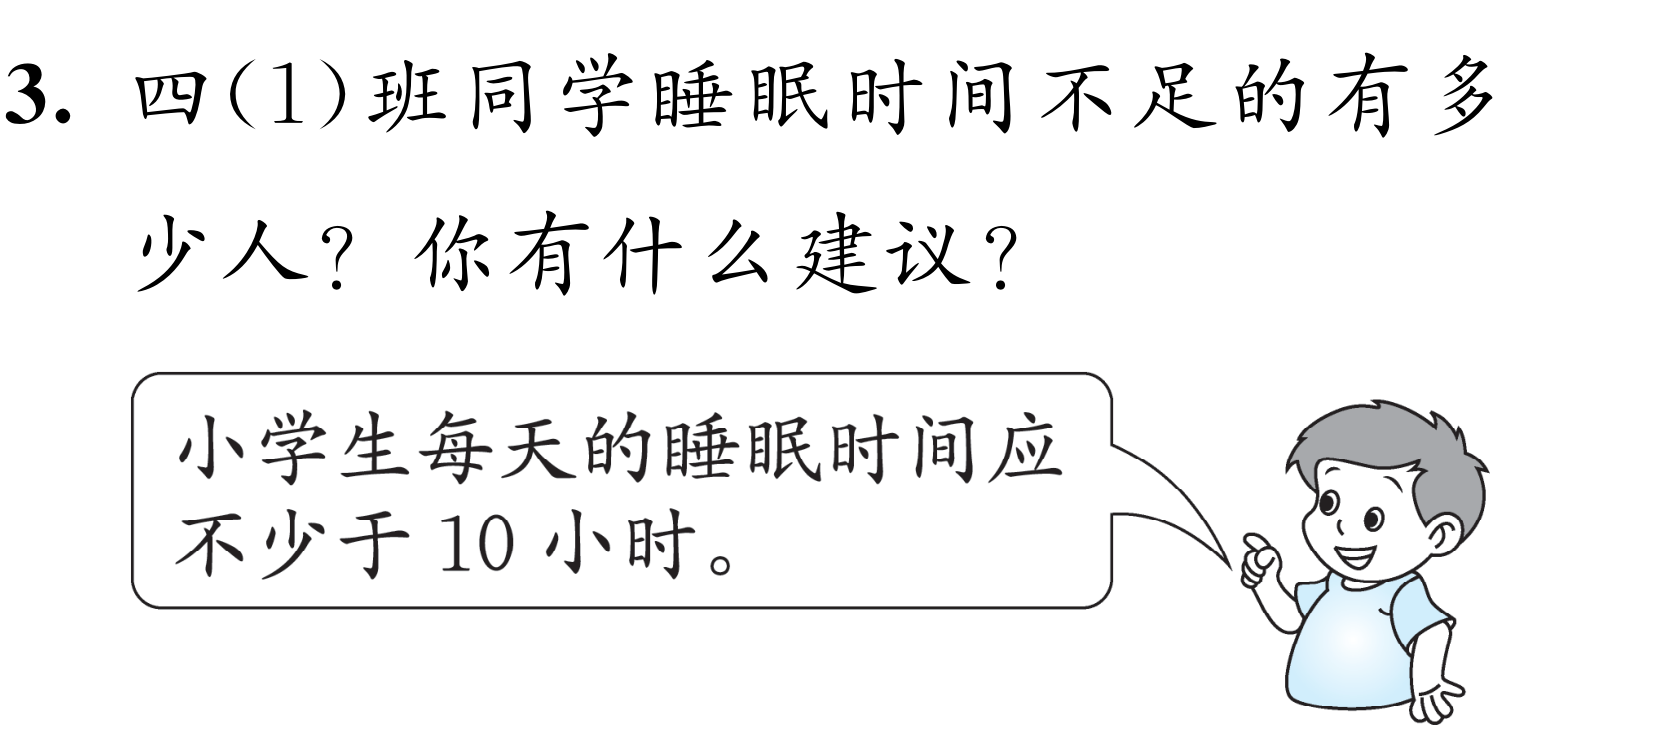 3. 四(1)班同学睡眠时间不足的有多
少人？你有什么建议？
小学生每天的睡眠时间应
不少于 10 小时。